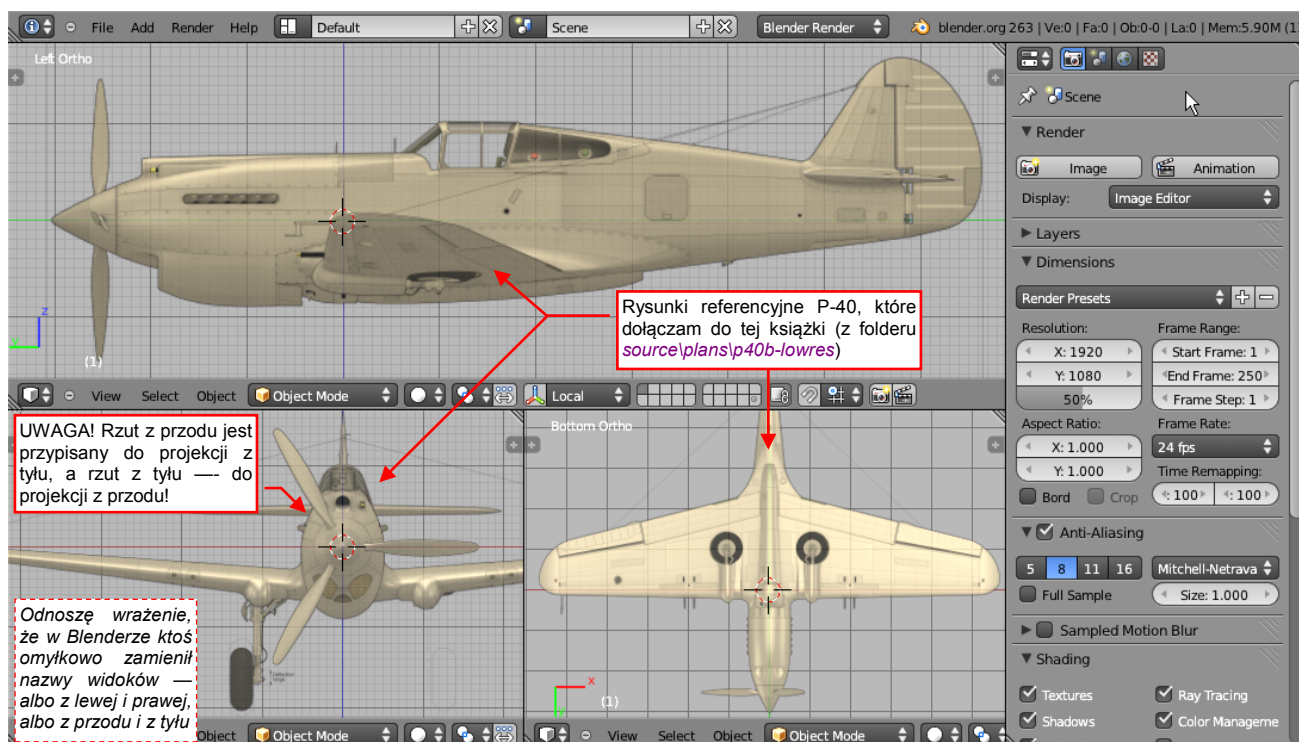 File Add Render Help Default Scene Blender Render blender.org 263 | Ve:0 | Fa:0 | Ob:0-0 | La:0 | Mem:5.90M (1
Left Ortho
z
y
(1)
View Select Object Object Mode Local
Rysunki referencyjne P-40, które
dołączam do tej książki (z folderu
source\plans\p40b-lowres)
UWAGA! Rzut z przodu jest
przypisany do projekcji z
tyłu, a rzut z tyłu —- do
projekcji z przodu!
Odnoszę wrażenie,
że w Blenderze ktoś
omyłkowo zamienił
nazwy widoków —
albo z lewej i prawej,
albo z przodu i z tyłu
Object Object Mode
Bottom Ortho
x
y
(1)
View Select Object Object Mode
Scene
Render
Image Animation
Display: Image Editor
Layers
Dimensions
Render Presets
Resolution: Frame Range:
X: 1920 Start Frame: 1
Y: 1080 End Frame: 250
50% Frame Step: 1
Aspect Ratio: Frame Rate:
X: 1.000 24 fps
Y: 1.000 Time Remapping:
Bord Crop : 100 : 100
Anti-Aliasing
5 8 11 16 Mitchell-Netrava
Full Sample Size: 1.000
Sampled Motion Blur
Shading
Textures Ray Tracing
Shadows Color Manageme